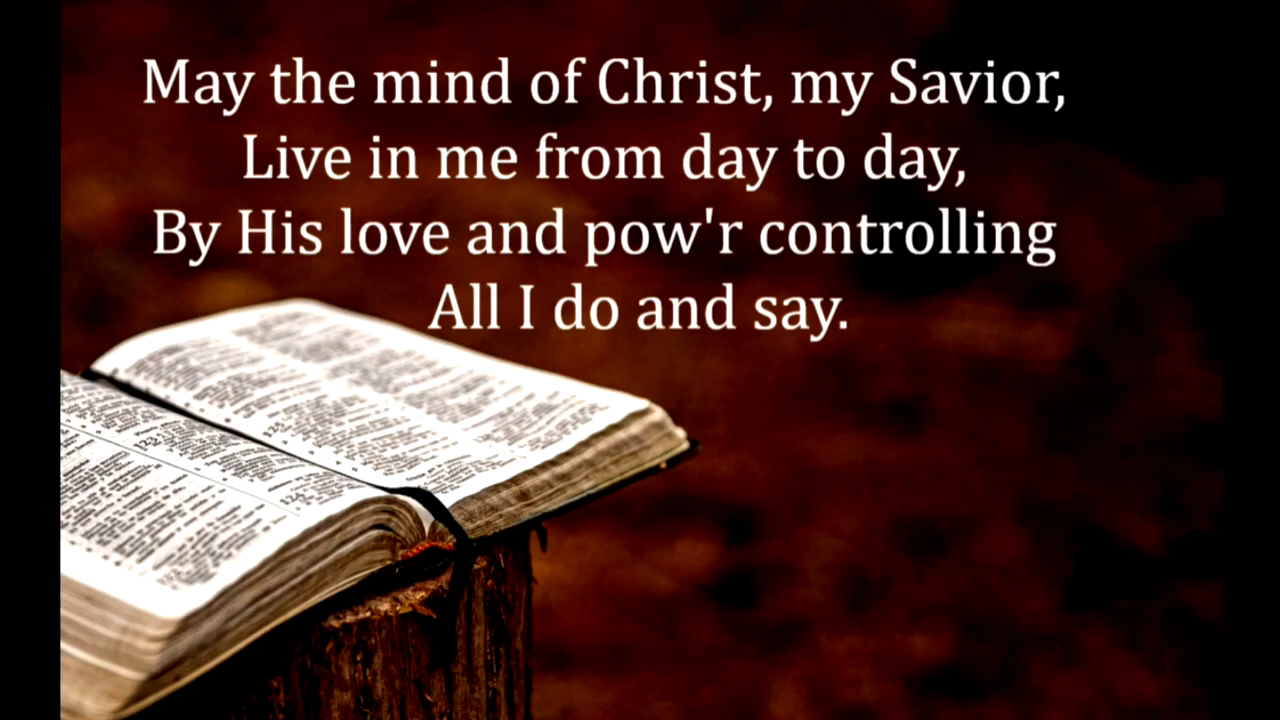 May the mind of Christ, my Savior,
Live in me from day to day,
By His love and pow'r controlling
All I do and say.